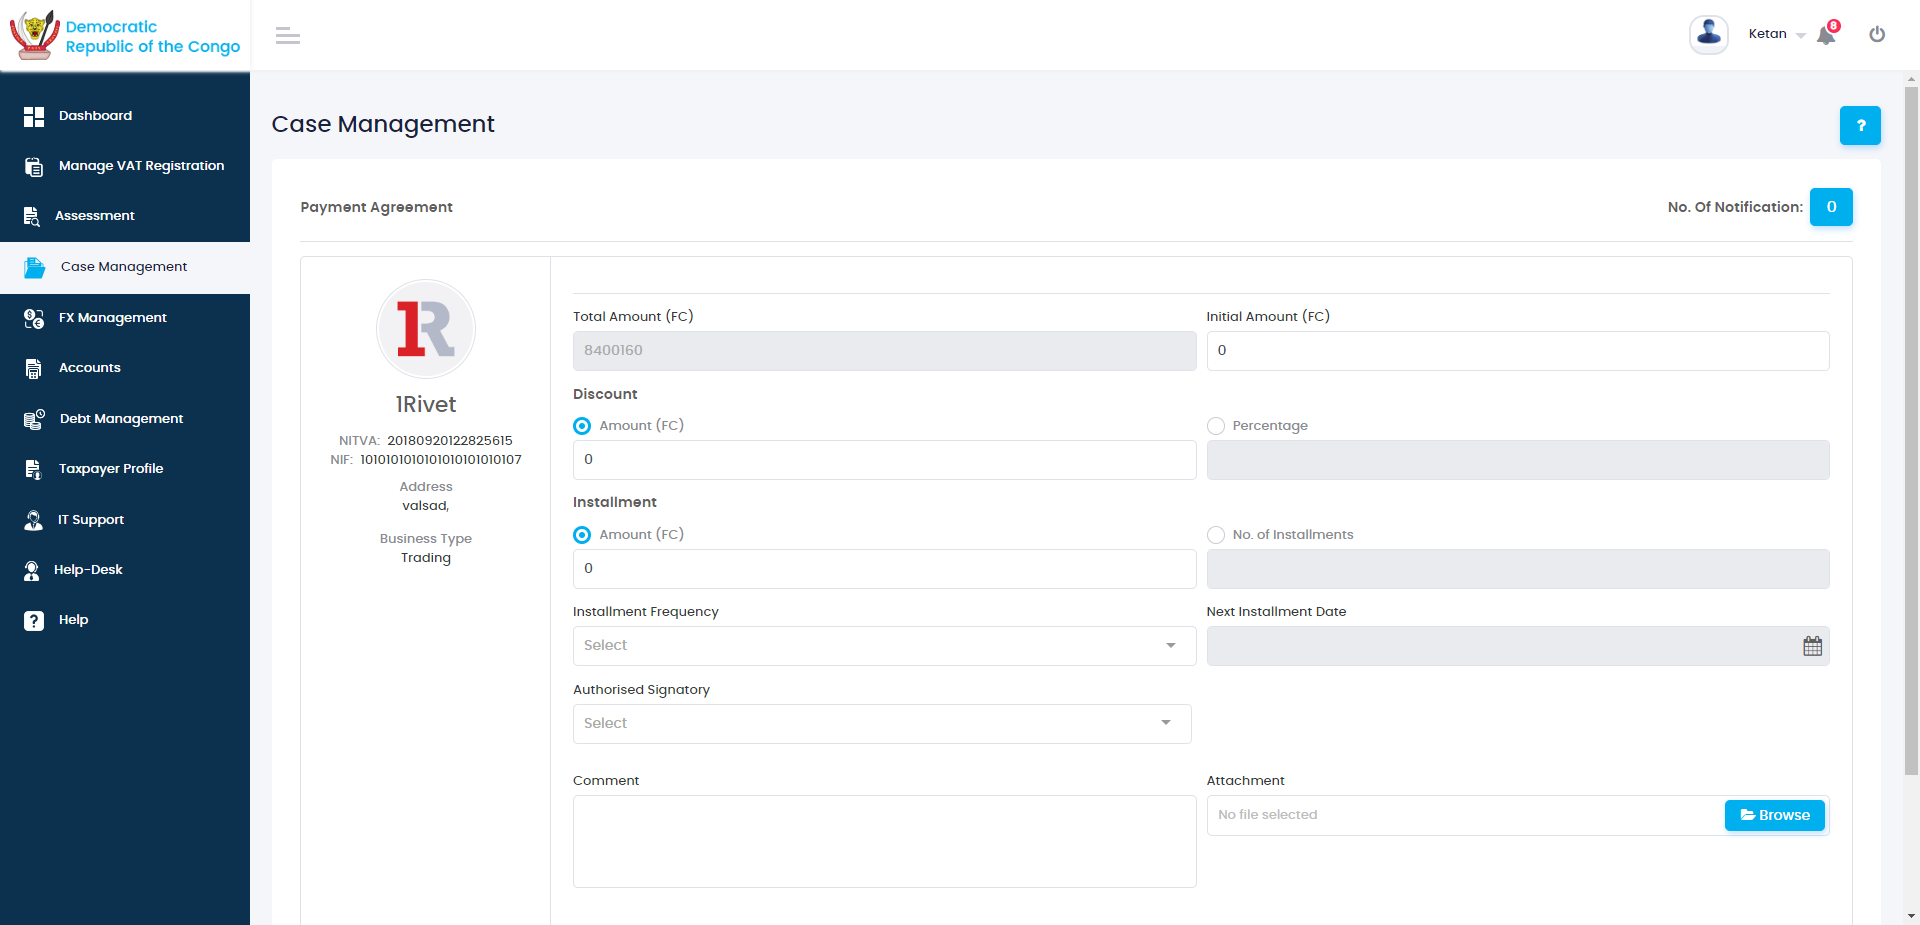 Democratic
Republic of the Congo
Ketan
8
Dashboard
Manage VAT Registration
Assessment
Case Management
FX Management
Accounts
Debt Management
Taxpayer Profile
IT Support
Help-Desk
Help
Case Management
?
Payment Agreement
No. Of Notification: 0
1R
1Rivet
NITVA: 20180920122825615
NIF: 1010101010101010101010107
Address
valsad,
Business Type
Trading
Total Amount (FC)
Initial Amount (FC)
8400160
0
Discount
Amount (FC)
Percentage
0
Installment
Amount (FC)
No. of Installments
0
Installment Frequency
Next Installment Date
Select
Authorised Signatory
Select
Comment
Attachment
No file selected
Browse